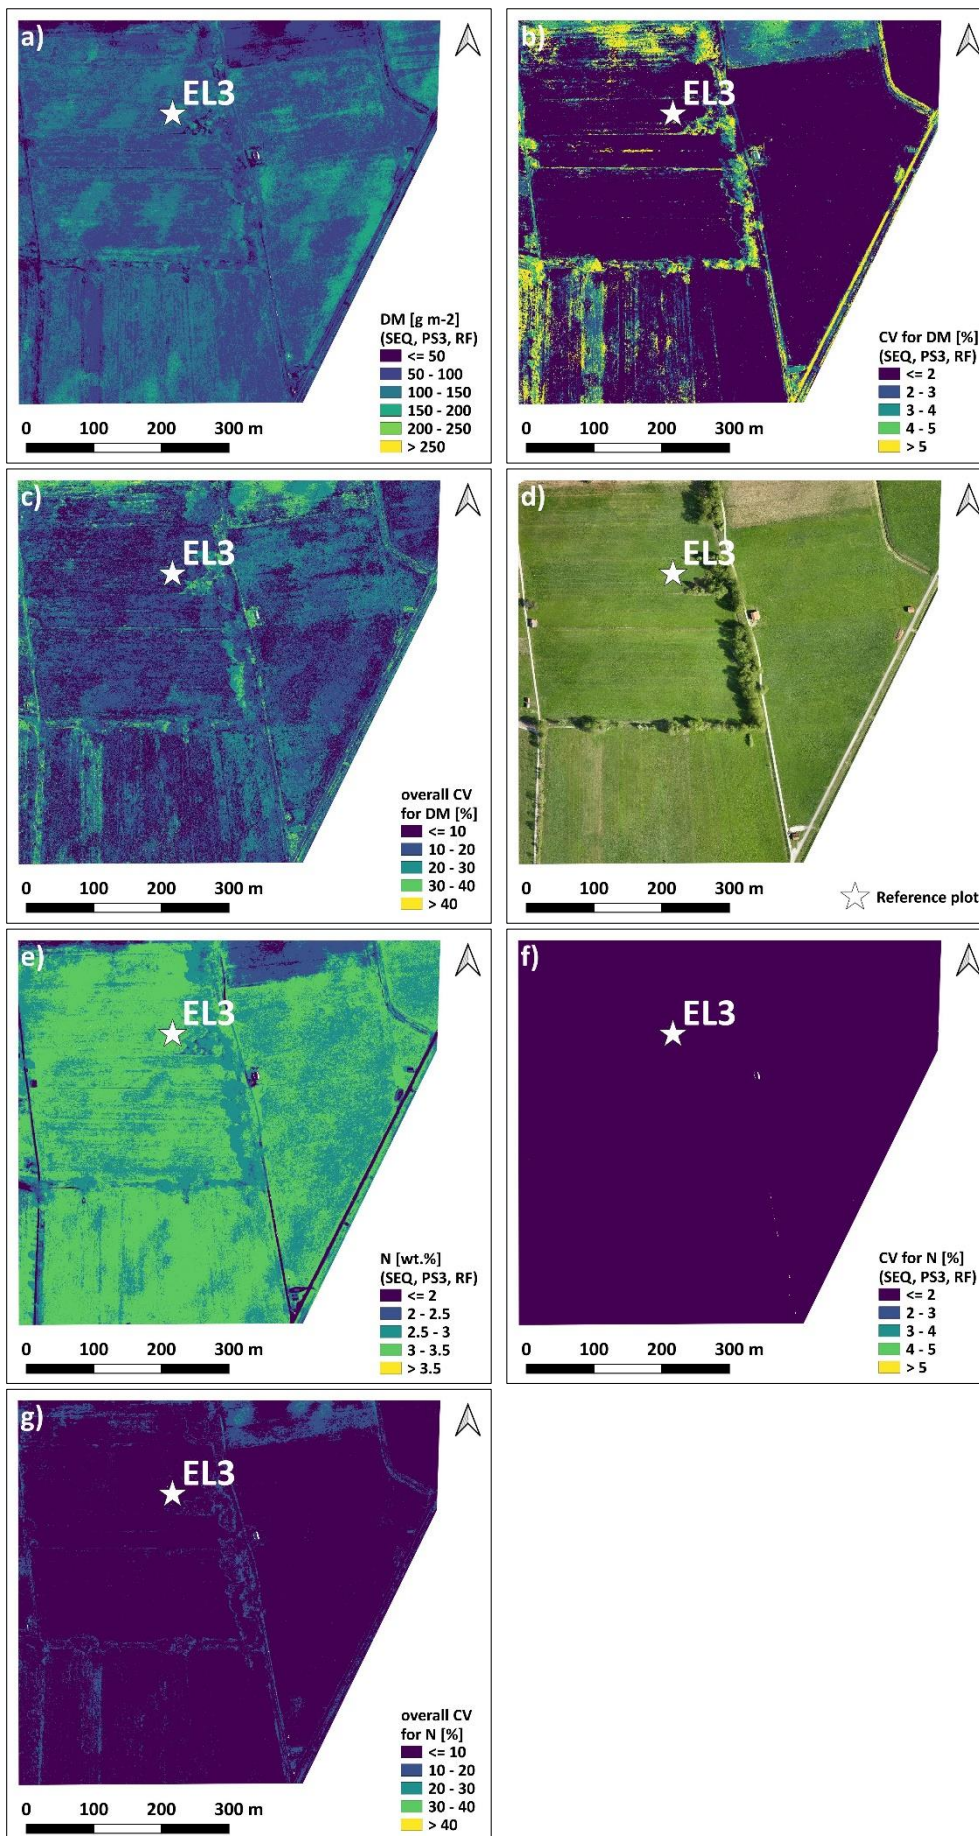 a)
EL3
DM [g m-2]
(SEQ, PS3, RF)
<= 50
50 - 100
100 - 150
150 - 200
200 - 250
> 250
0 100 200 300 m
b)
EL3
CV for DM [%]
(SEQ, PS3, RF)
<= 2
2 - 3
3 - 4
4 - 5
> 5
0 100 200 300 m
c)
EL3
overall CV
for DM [%]
<= 10
10 - 20
20 - 30
30 - 40
> 40
0 100 200 300 m
d)
EL3
0 100 200 300 m
Reference plot
e)
EL3
N [wt.%]
(SEQ, PS3, RF)
<= 2
2 - 2.5
2.5 - 3
3 - 3.5
> 3.5
0 100 200 300 m
f)
EL3
CV for N [%]
(SEQ, PS3, RF)
<= 2
2 - 3
3 - 4
4 - 5
> 5
0 100 200 300 m
g)
EL3
overall CV
for N [%]
<= 10
10 - 20
20 - 30
30 - 40
> 40
0 100 200 300 m